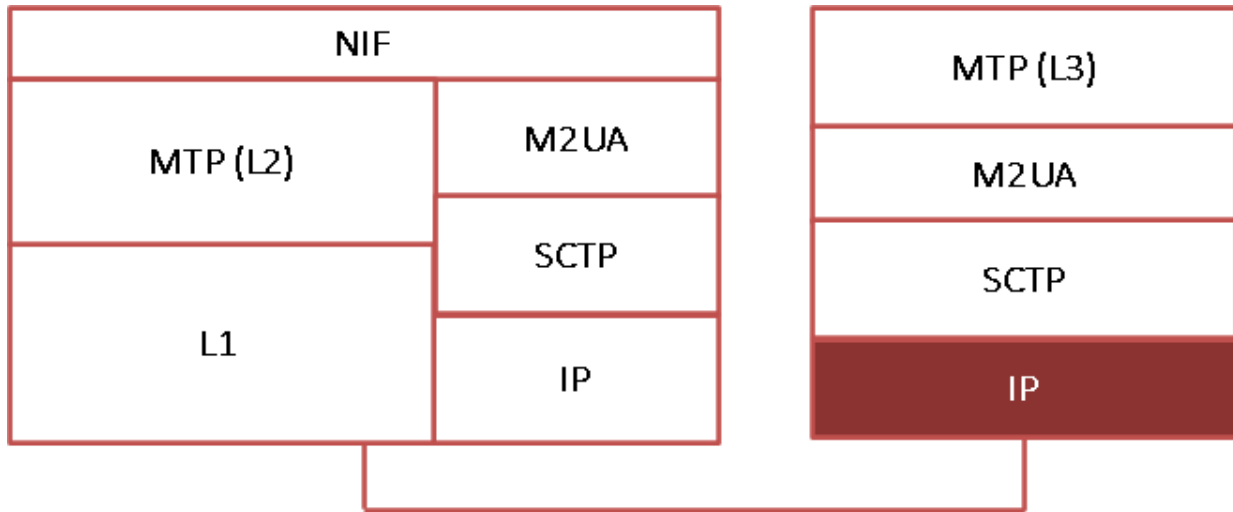 NIF
MTP (L2)
M2UA
SCTP
L1
IP
MTP (L3)
M2UA
SCTP
IP